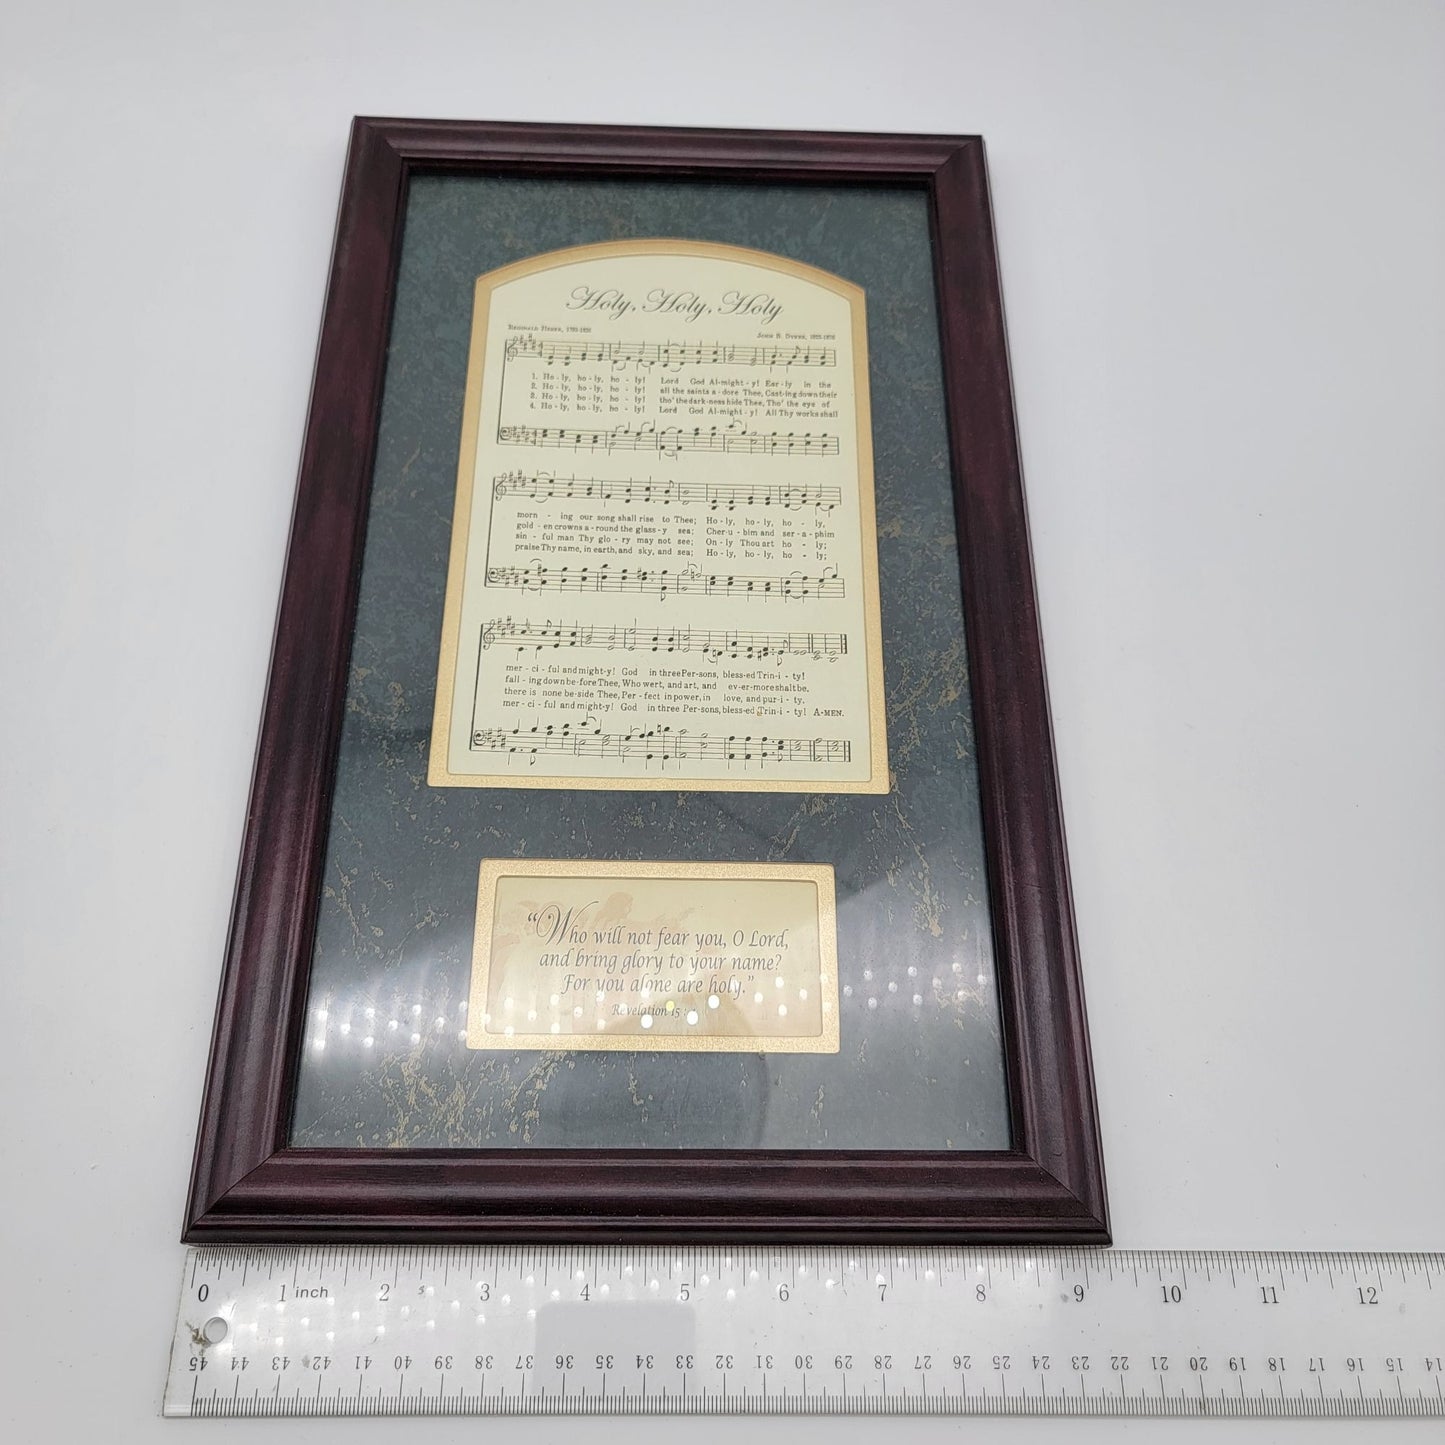 Holy, Holy, Holy
REGINALD HEBER, 1783-1826 JOHN B. DYKES, 1823-1876
1. Ho - ly, ho - ly, ho - ly! Lord God Al-might - y! Ear - ly in the
2. Ho - ly, ho - ly, ho - ly! all the saints a - dore Thee, Cast-ing down their
3. Ho - ly, ho - ly, ho - ly! tho' the dark-ness hide Thee, Tho' the eye of
4. Ho - ly, ho - ly, ho - ly! Lord God Al-might - y! All Thy works shall
morn - ing our song shall rise to Thee; Ho - ly, ho - ly, ho - ly,
gold - en crowns a - round the glass - y sea; Cher - u - bim and ser - a - phim
sin - ful man Thy glo - ry may not see; On - ly Thou art ho - ly;
praise Thy name, in earth, and sky, and sea; Ho - ly, ho - ly, ho - ly;
mer - ci - ful and might-y! God in three Per-sons, bless-ed Trin - i - ty!
fall - ing down be-fore Thee, Who wert, and art, and ev-er-more shalt be.
there is none be-side Thee, Per - fect in power, in love, and pur - i - ty.
mer - ci - ful and might-y! God in three Per-sons, bless-ed Trin - i - ty! A-MEN.
"Who will not fear you, O Lord,
and bring glory to your name?
For you alone are holy."
Revelation 15:
0 1 inch 2 3 4 5 6 7 8 9 10 11 12
45 44 43 42 41 40 39 38 37 36 35 34 33 32 31 30 29 28 27 26 25 24 23 22 21 20 19 18 17 16 15 14